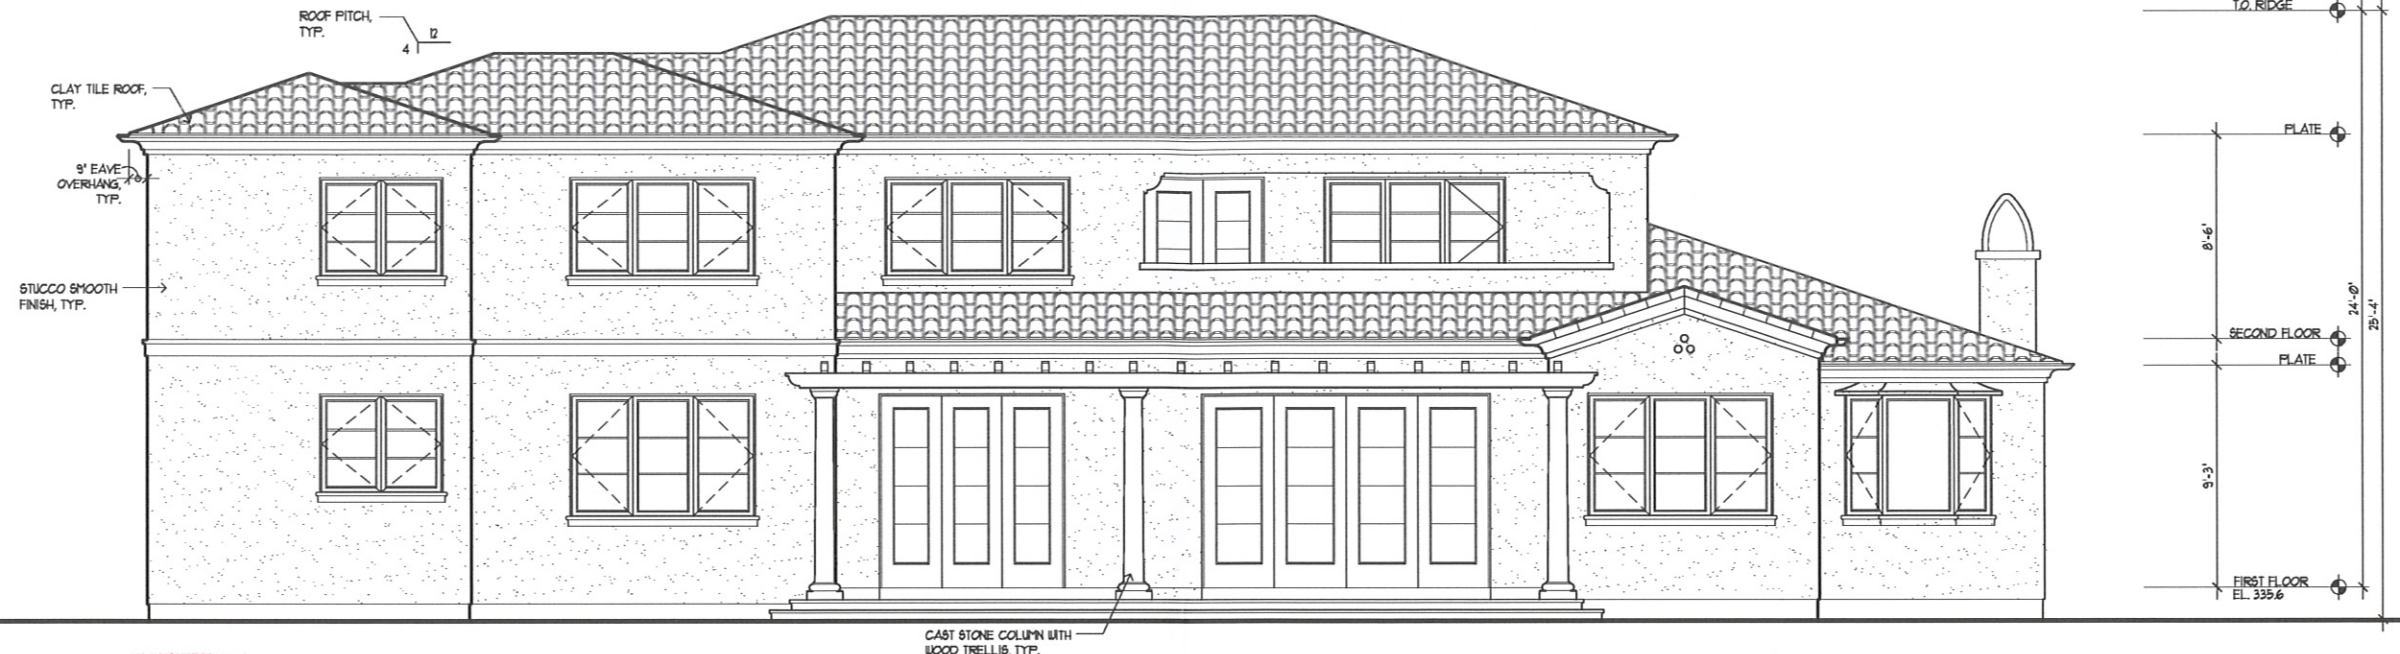 ROOF PITCH,
TYP.
12
4
CLAY TILE ROOF,
TYP.
9" EAVE
OVERHANG,
TYP.
STUCCO SMOOTH
FINISH, TYP.
CAST STONE COLUMN WITH
WOOD TRELLIS, TYP.
T.O. RIDGE
PLATE
8'-6"
SECOND FLOOR
PLATE
9'-3"
24'-0"
25'-4"
FIRST FLOOR
EL. 335.6